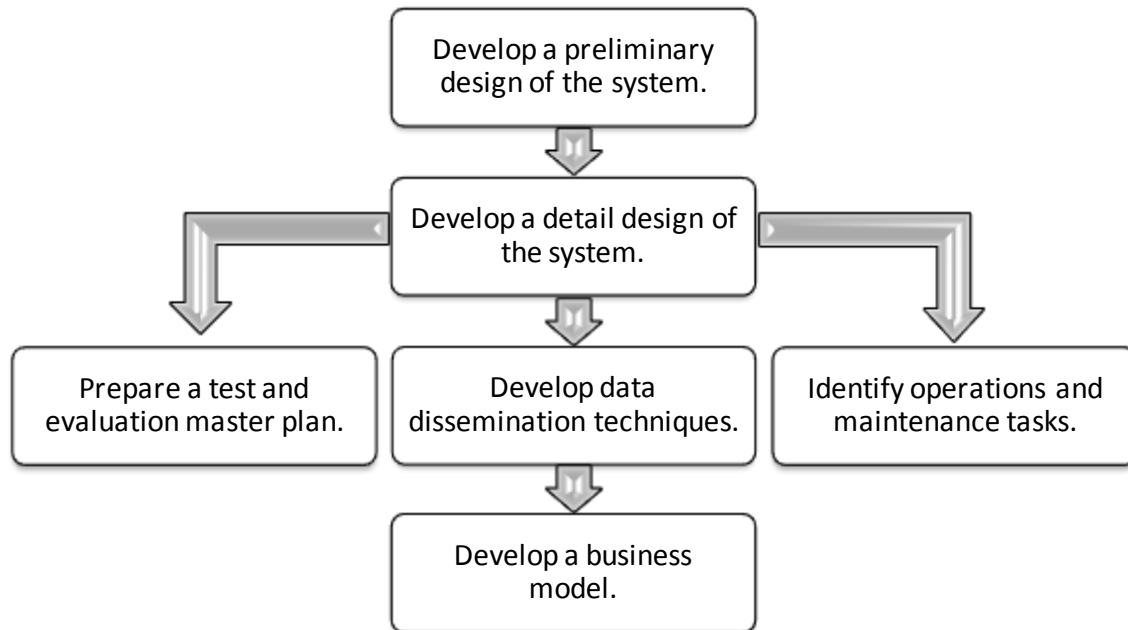 Develop a preliminary
design of the system.
Develop a detail design of
the system.
Prepare a test and
evaluation master plan.
Develop data
dissemination techniques.
Identify operations and
maintenance tasks.
Develop a business
model.